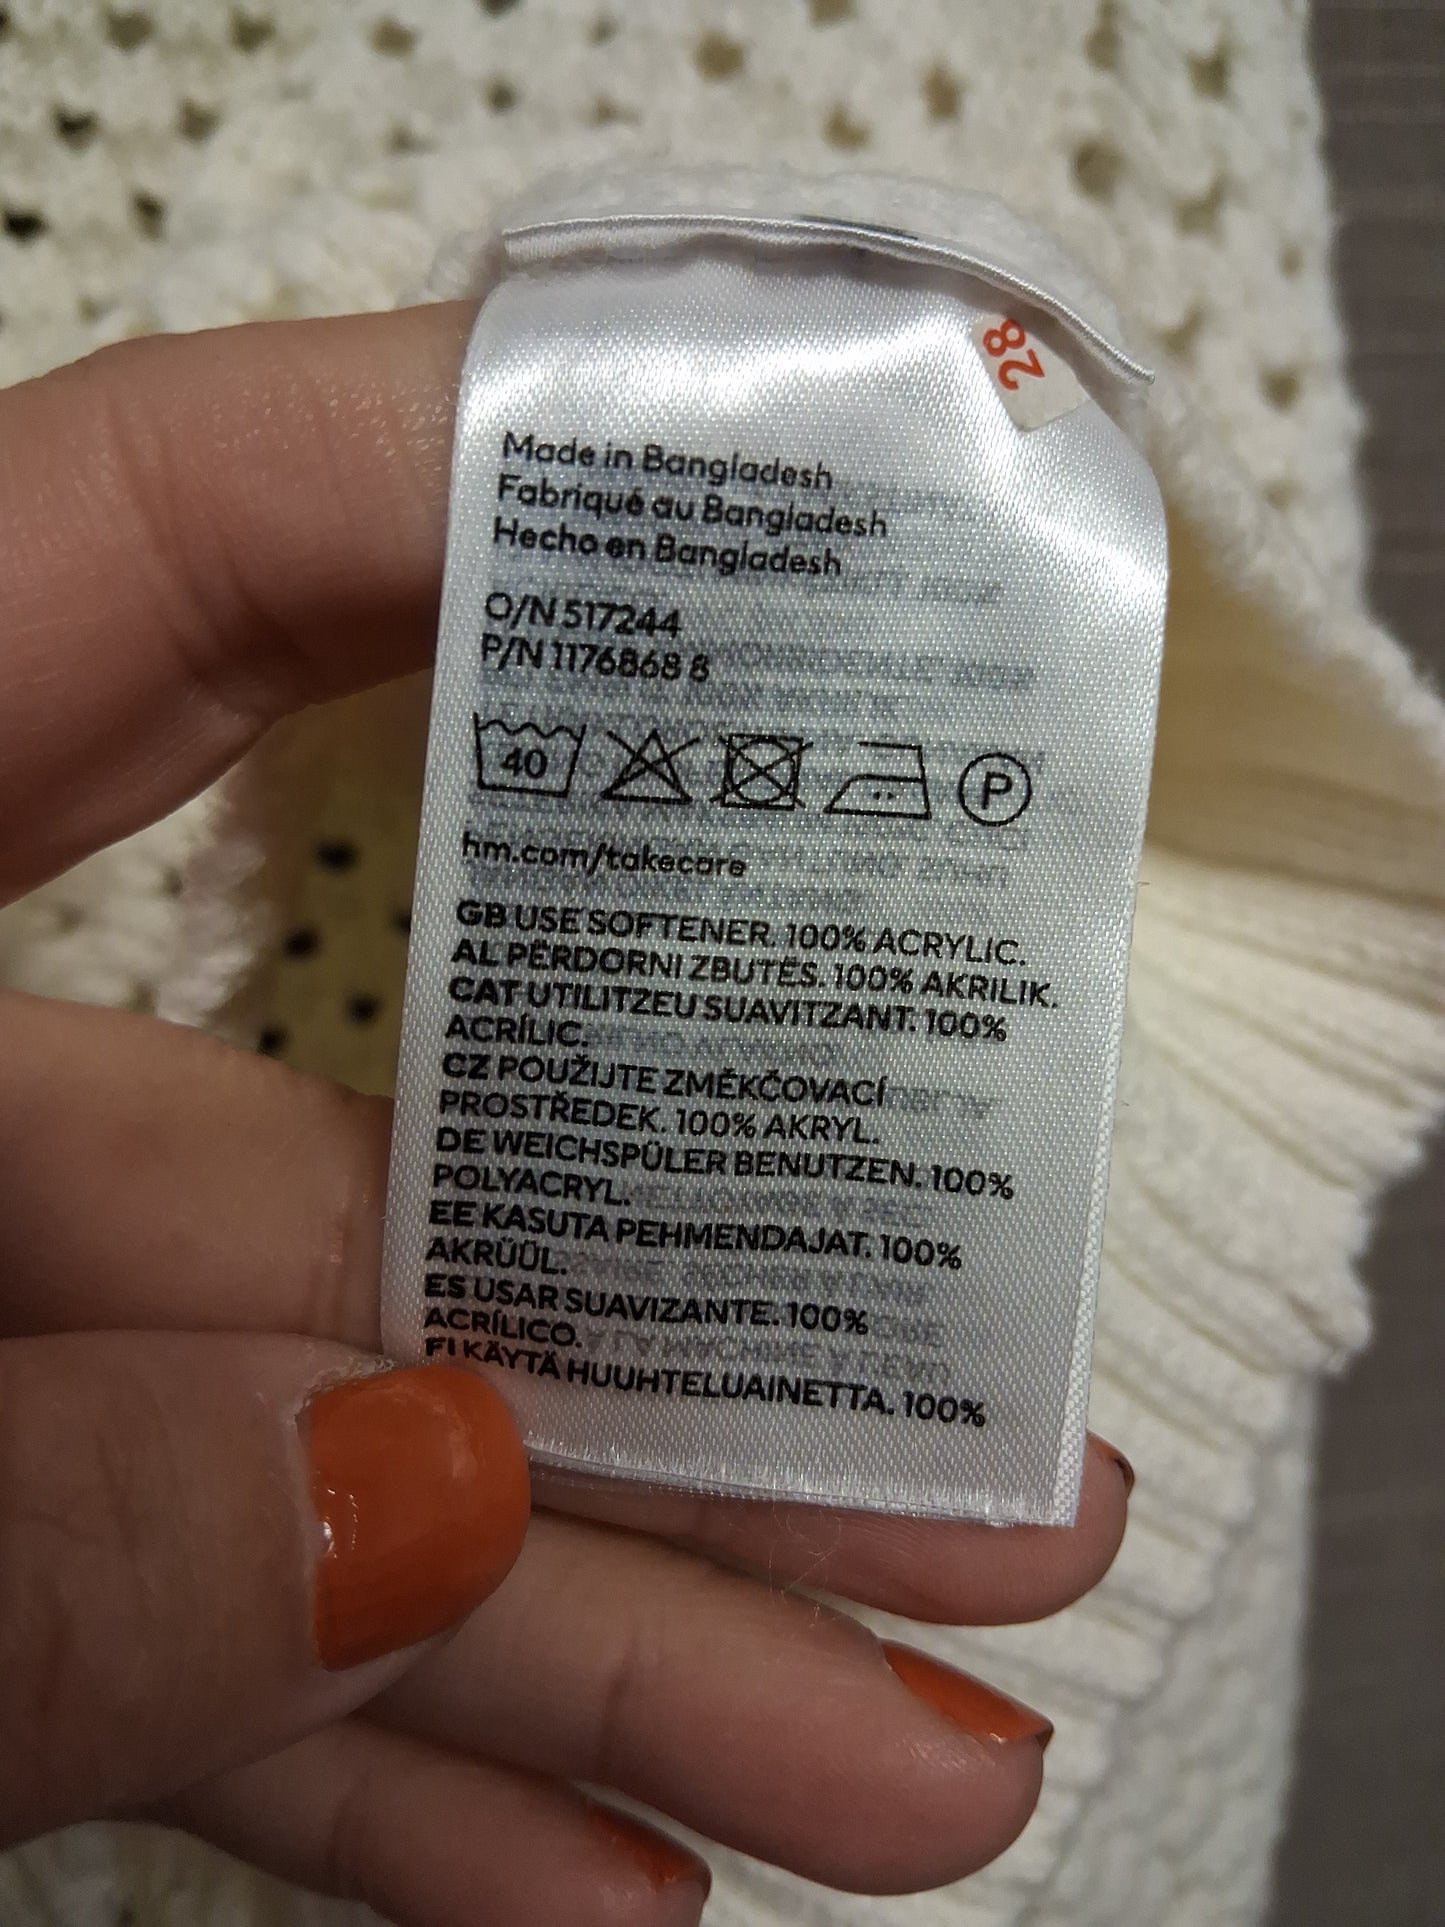 28
Made in Bangladesh
Fabriqué au Bangladesh
Hecho en Bangladesh
O/N 517244
P/N 1176868 8
40
P
hm.com/takecare
GB USE SOFTENER. 100% ACRYLIC.
AL PËRDORNI ZBUTËS. 100% AKRILIK.
CAT UTILITZEU SUAVITZANT. 100%
ACRÍLIC.
CZ POUŽIJTE ZMĚKČOVACÍ
PROSTŘEDEK. 100% AKRYL.
DE WEICHSPÜLER BENUTZEN. 100%
POLYACRYL.
EE KASUTA PEHMENDAJAT. 100%
AKRÜÜL.
ES USAR SUAVIZANTE. 100%
ACRÍLICO.
FI KÄYTÄ HUUHTELUAINETTA. 100%